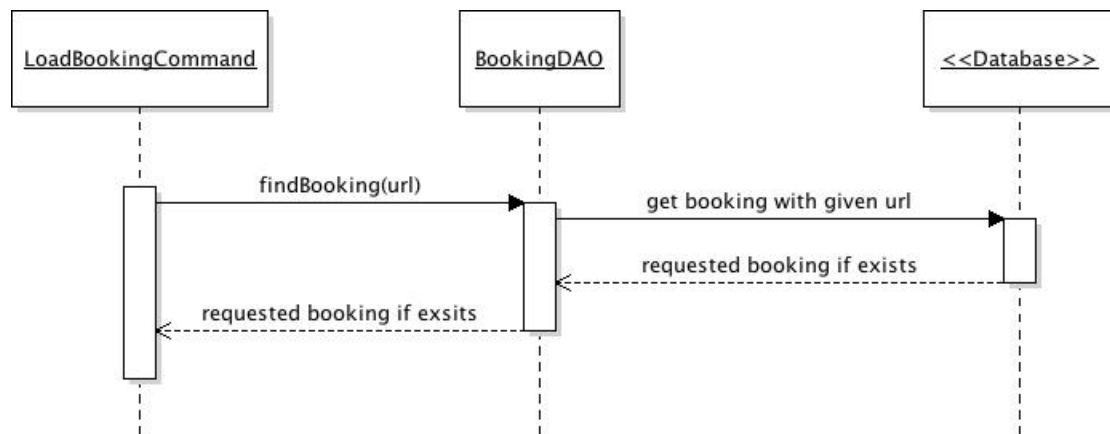 LoadBookingCommand
BookingDAO
<<Database>>
findBooking(url)
get booking with given url
requested booking if exists
requested booking if exsits